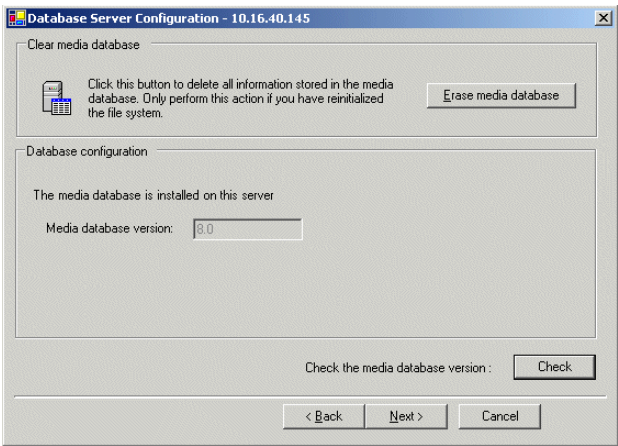 Database Server Configuration - 10.16.40.145
Clear media database
Click this button to delete all information stored in the media
database. Only perform this action if you have reinitialized
the file system.
Erase media database
Database configuration
The media database is installed on this server
Media database version: 8.0
Check the media database version : Check
< Back Next > Cancel